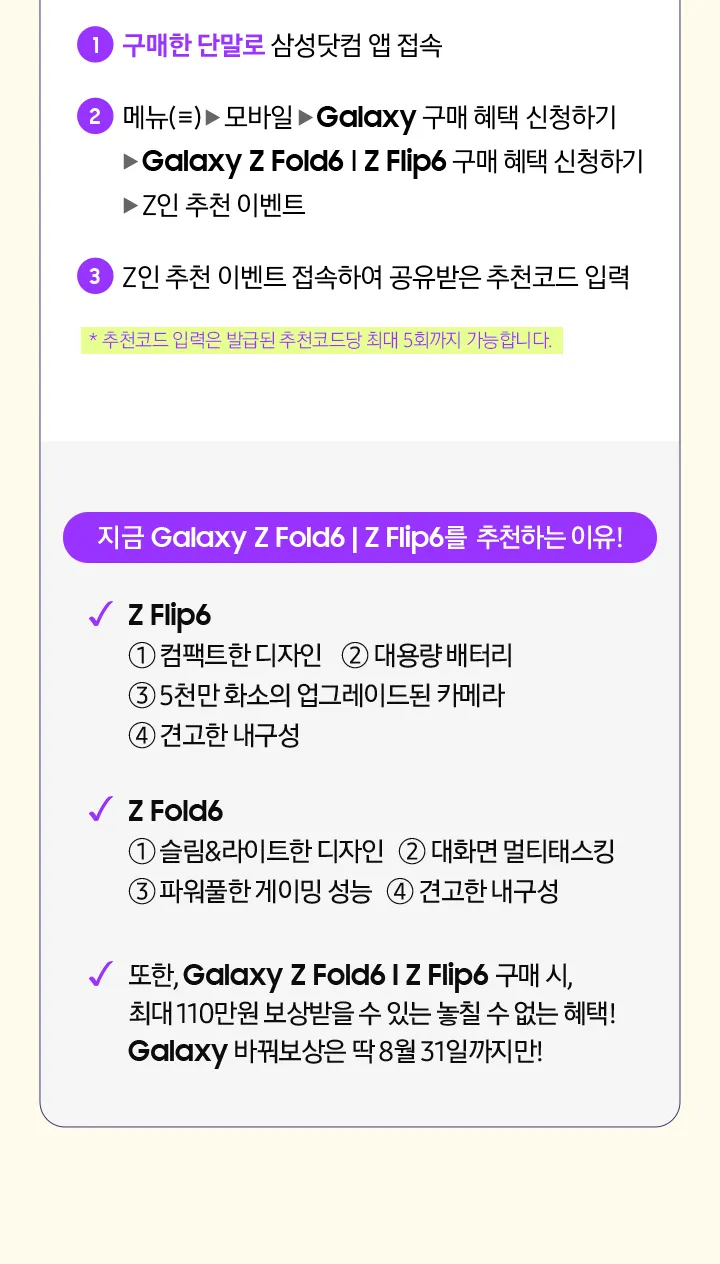 1 구매한 단말로 삼성닷컴 앱 접속
2 메뉴(≡)▶모바일▶Galaxy 구매 혜택 신청하기
▶Galaxy Z Fold6 l Z Flip6 구매 혜택 신청하기
▶Z인 추천 이벤트
3 Z인 추천 이벤트 접속하여 공유받은 추천코드 입력
* 추천코드 입력은 발급된 추천코드당 최대 5회까지 가능합니다.
지금 Galaxy Z Fold6 | Z Flip6를 추천하는 이유!
✓ Z Flip6
① 컴팩트한 디자인 ② 대용량 배터리
③ 5천만 화소의 업그레이드된 카메라
④ 견고한 내구성
✓ Z Fold6
① 슬림&라이트한 디자인 ② 대화면 멀티태스킹
③ 파워풀한 게이밍 성능 ④ 견고한 내구성
✓ 또한, Galaxy Z Fold6 l Z Flip6 구매 시,
최대 110만원 보상받을 수 있는 놓칠 수 없는 혜택!
Galaxy 바꿔보상은 딱 8월 31일까지만!